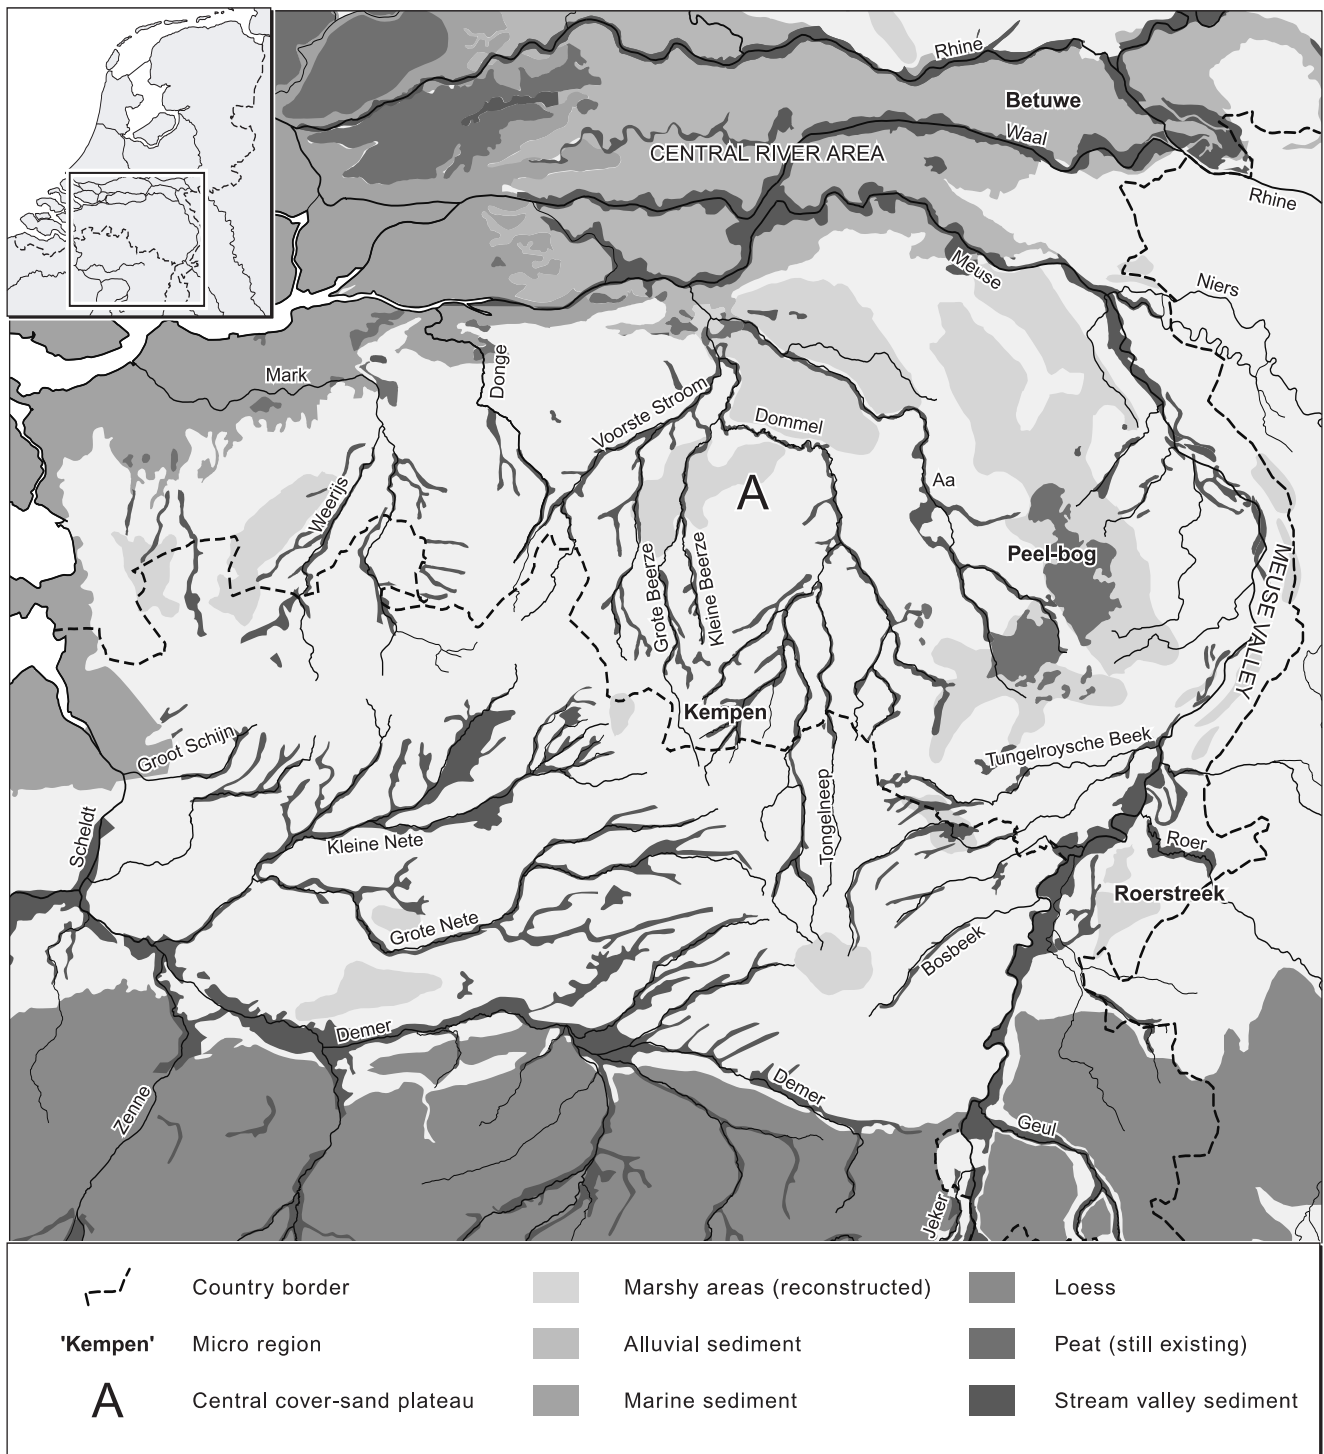 Rhine
Betuwe
Waal
CENTRAL RIVER AREA
Rhine
Meuse
Niers
Mark
Donge
Voorste Stroom
Dommel
A
Aa
Weerijs
Peel-bog
Grote Beerze
Kleine Beerze
MEUSE VALLEY
Kempen
Groot Schijn
Tungelroysche Beek
Tongelreep
Scheldt
Kleine Nete
Roer
Roerstreek
Grote Nete
Bosbeek
Demer
Demer
Zenne
Geul
Jeker
Country border
Marshy areas (reconstructed)
Loess
'Kempen'
Micro region
Alluvial sediment
Peat (still existing)
A
Central cover-sand plateau
Marine sediment
Stream valley sediment